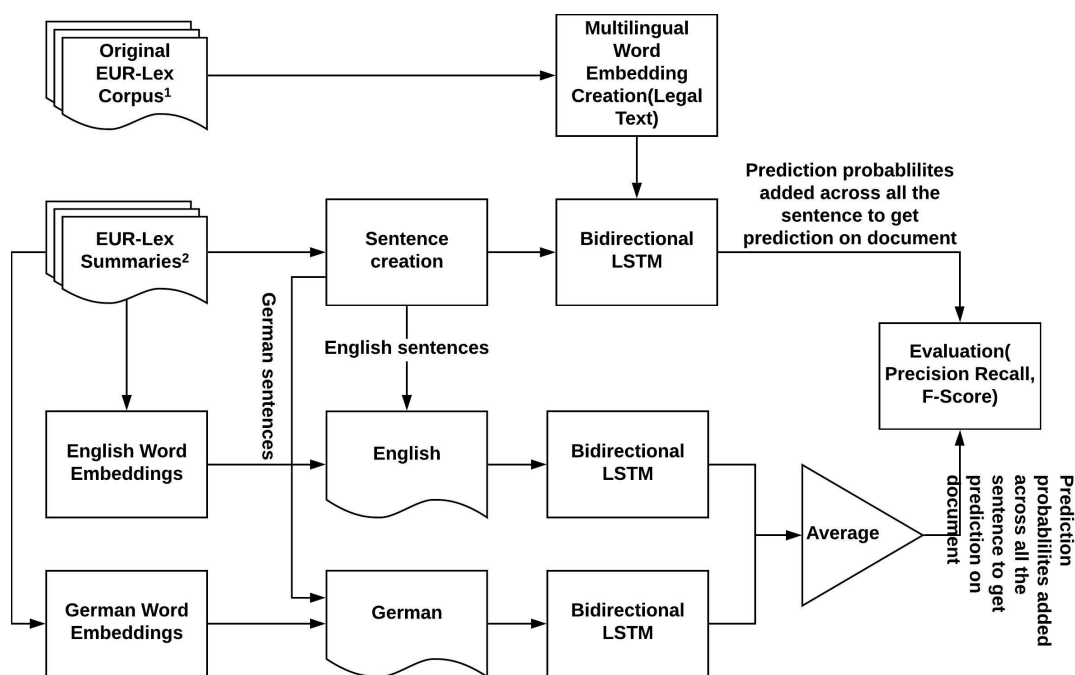 Original
EUR-Lex
Corpus¹
Multilingual
Word
Embedding
Creation(Legal
Text)
Prediction probablilites
added across all the
sentence to get
prediction on document
EUR-Lex
Summaries²
Sentence
creation
Bidirectional
LSTM
German sentences
English sentences
Evaluation(
Precision Recall,
F-Score)
English Word
Embeddings
English
Bidirectional
LSTM
Average
Prediction
probablilites added
across all the
sentence to get
prediction on
document
German Word
Embeddings
German
Bidirectional
LSTM